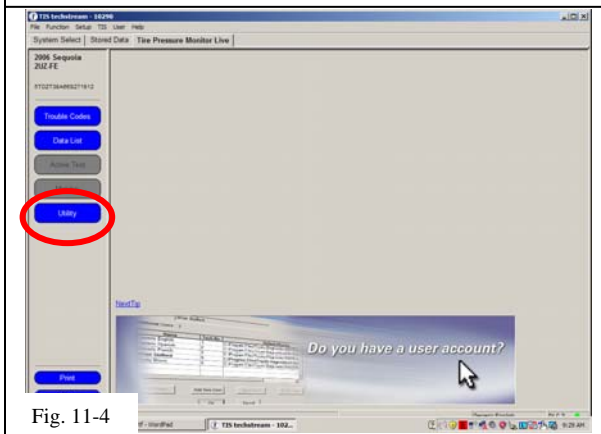 TIS techstream - 10290
File Function Setup TIS User Help
System Select Stored Data Tire Pressure Monitor Live
2006 Sequoia
2UZ-FE
Trouble Codes
Data List
Active Test
Utility
NextTip
Do you have a user account?
Print
Fig. 11-4
WordPad
TIS techstream - 102...
9:29 AM